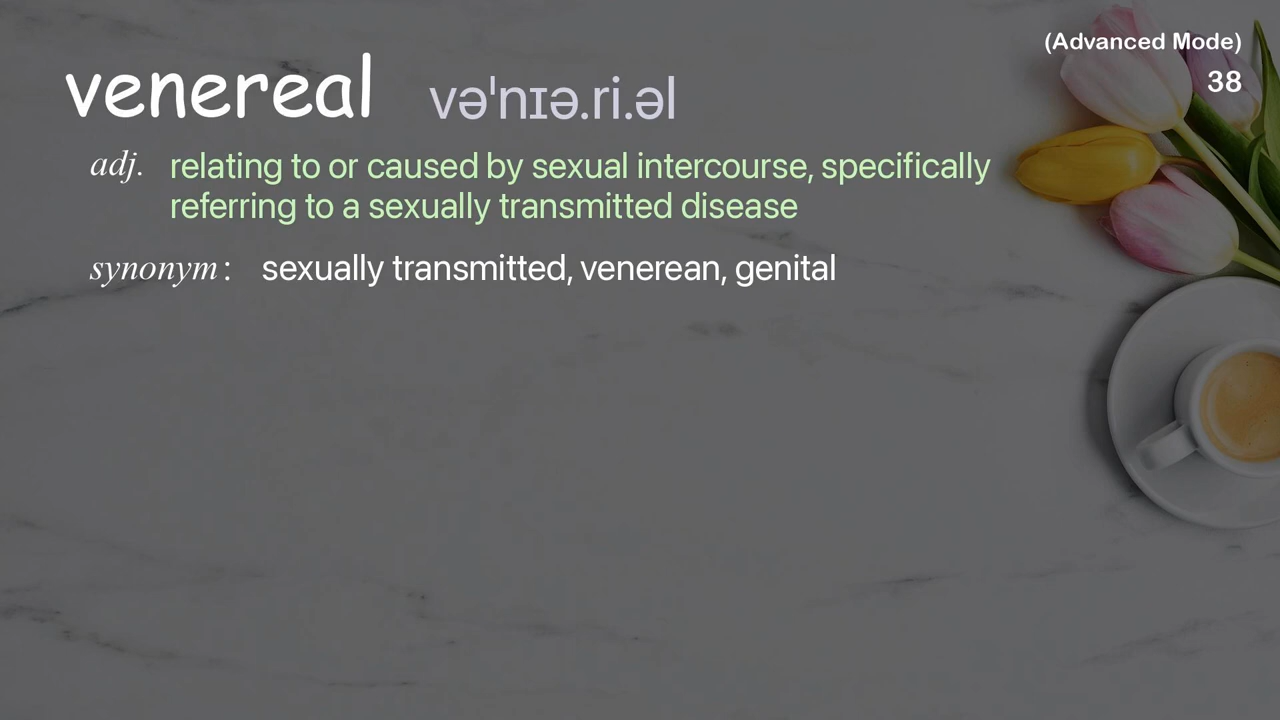 (Advanced Mode)
38
venereal vəˈnɪə.ri.əl
adj. relating to or caused by sexual intercourse, specifically
referring to a sexually transmitted disease
synonym : sexually transmitted, venerean, genital